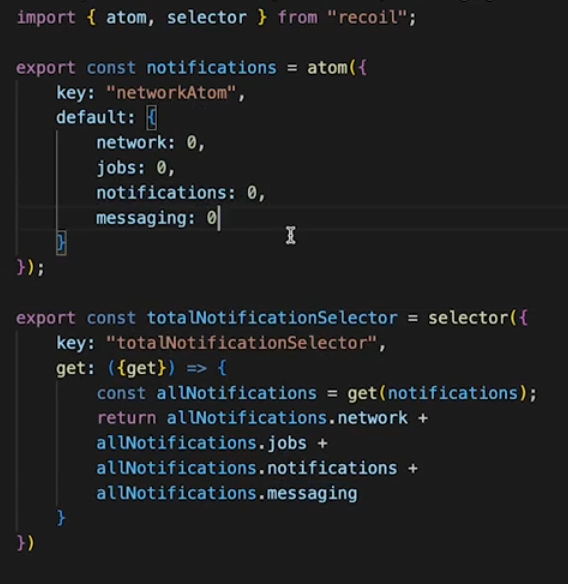 import { atom, selector } from "recoil";

export const notifications = atom({
    key: "networkAtom",
    default: {
        network: 0,
        jobs: 0,
        notifications: 0,
        messaging: 0
    }
});

export const totalNotificationSelector = selector({
    key: "totalNotificationSelector",
    get: ({get}) => {
        const allNotifications = get(notifications);
        return allNotifications.network +
        allNotifications.jobs +
        allNotifications.notifications +
        allNotifications.messaging
    }
})